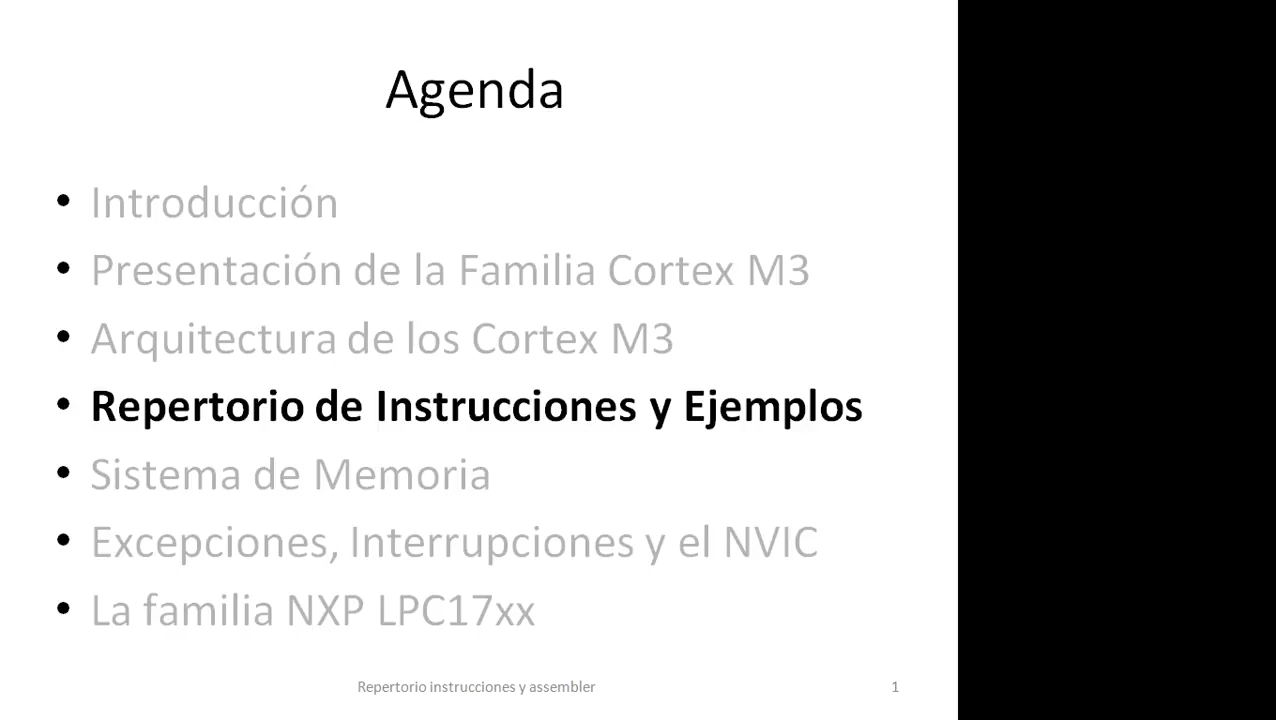 Agenda
• Introducción
• Presentación de la Familia Cortex M3
• Arquitectura de los Cortex M3
• Repertorio de Instrucciones y Ejemplos
• Sistema de Memoria
• Excepciones, Interrupciones y el NVIC
• La familia NXP LPC17xx
Repertorio instrucciones y assembler 1